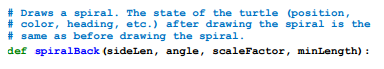 # Draws a spiral. The state of the turtle (position,
# color, heading, etc.) after drawing the spiral is the
# same as before drawing the spiral.
def spiralBack(sideLen, angle, scaleFactor, minLength):